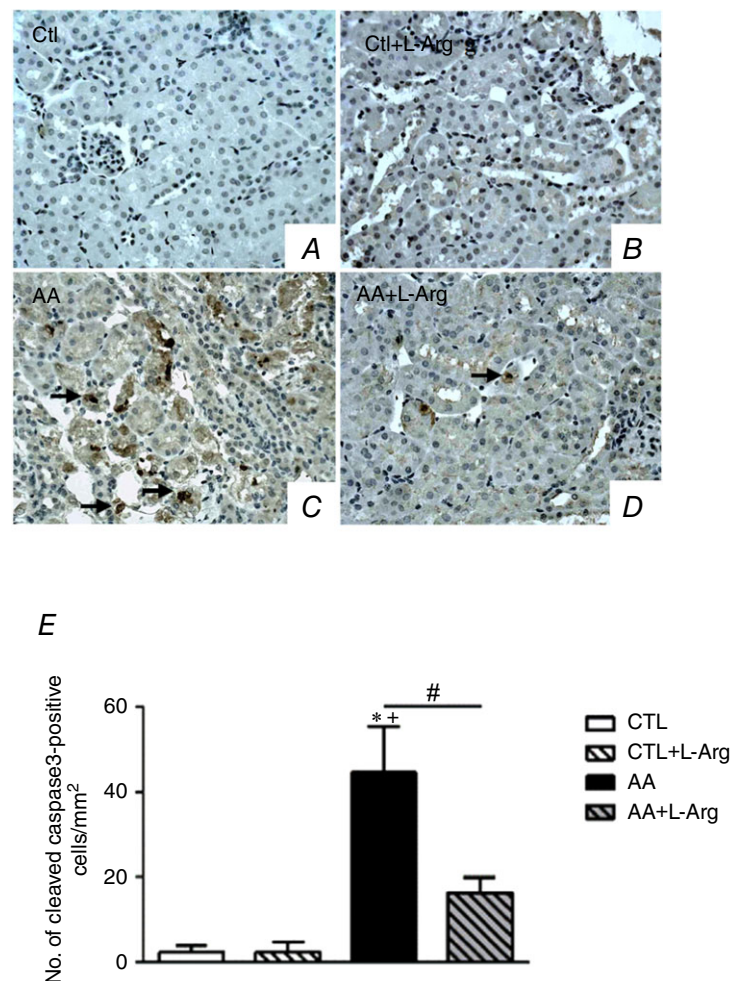 Ctl
Ctl+L-Arg g
A
B
AA
AA+L-Arg
C
D
E
No. of cleaved caspase3-positive
cells/mm²
60
40
20
0
* +
#
CTL
CTL+L-Arg
AA
AA+L-Arg